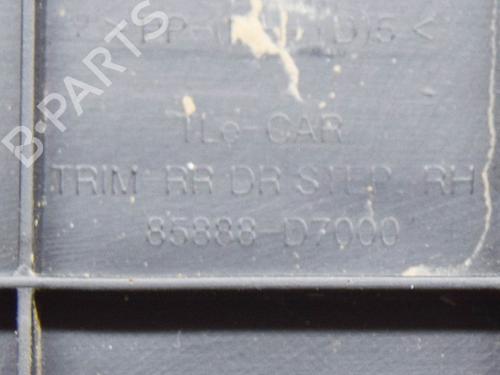 B-PARTS
TLe-CAR
TRIM RR DR STEP, RH
85888-D7000